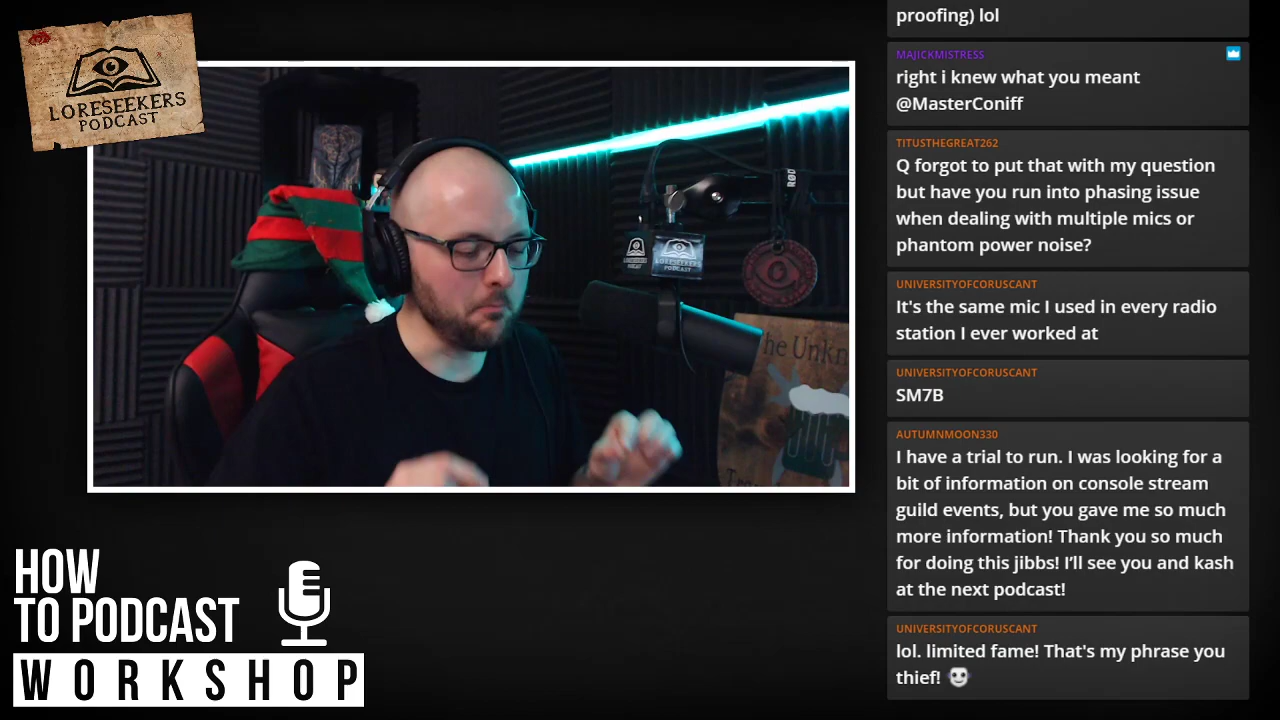 LORESEEKERS
PODCAST
RØD
LORESEEKERS
PODCAST
he Unkn
HOW
TO PODCAST
WORKSHOP
proofing) lol
MAJICKMISTRESS
right i knew what you meant
@MasterConiff
TITUSTHEGREAT262
Q forgot to put that with my question
but have you run into phasing issue
when dealing with multiple mics or
phantom power noise?
UNIVERSITYOFCORUSCANT
It's the same mic I used in every radio
station I ever worked at
UNIVERSITYOFCORUSCANT
SM7B
AUTUMNMOON330
I have a trial to run. I was looking for a
bit of information on console stream
guild events, but you gave me so much
more information! Thank you so much
for doing this jibbs! I'll see you and kash
at the next podcast!
UNIVERSITYOFCORUSCANT
lol. limited fame! That's my phrase you
thief!